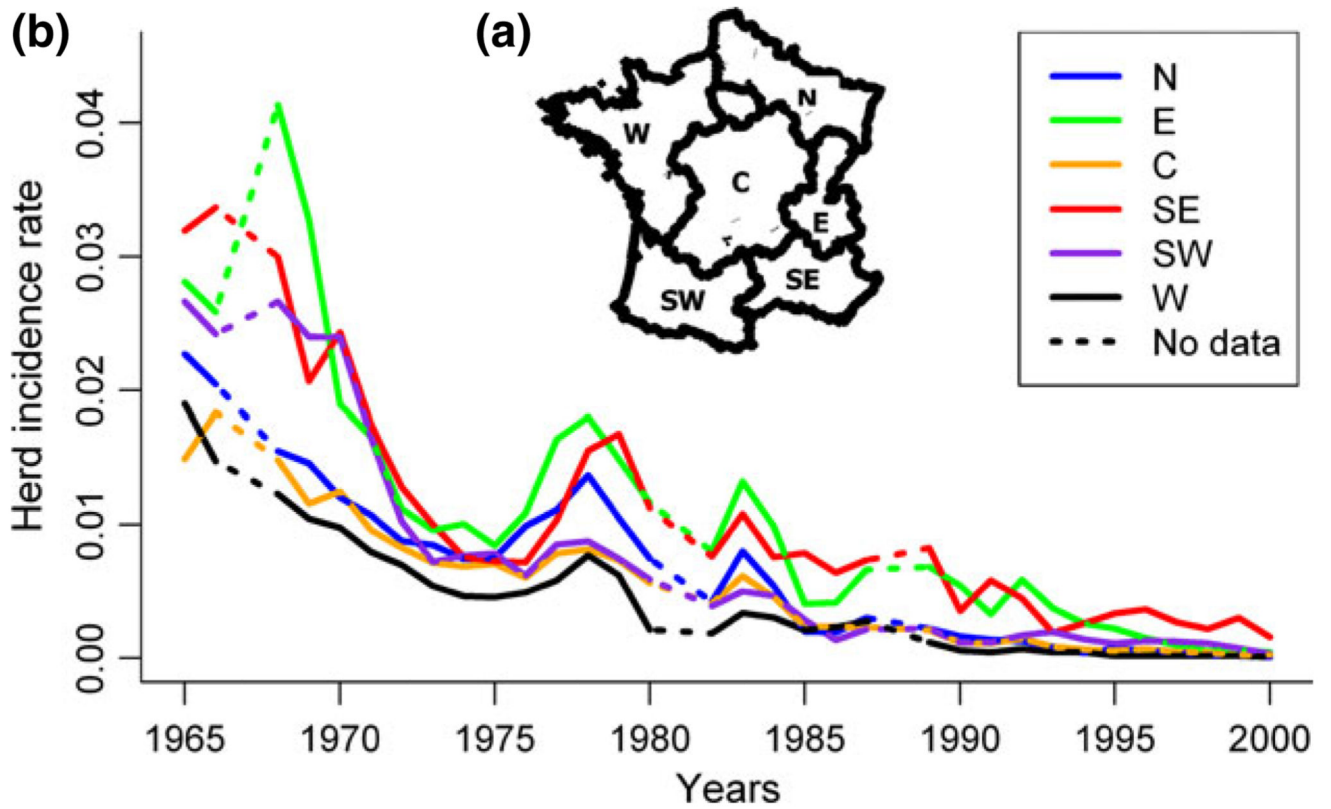 (b)
(a)
N
W
C
E
SE
SW
N
E
C
SE
SW
W
No data
Herd incidence rate
0.04
0.03
0.02
0.01
0.00
1965 1970 1975 1980 1985 1990 1995 2000
Years